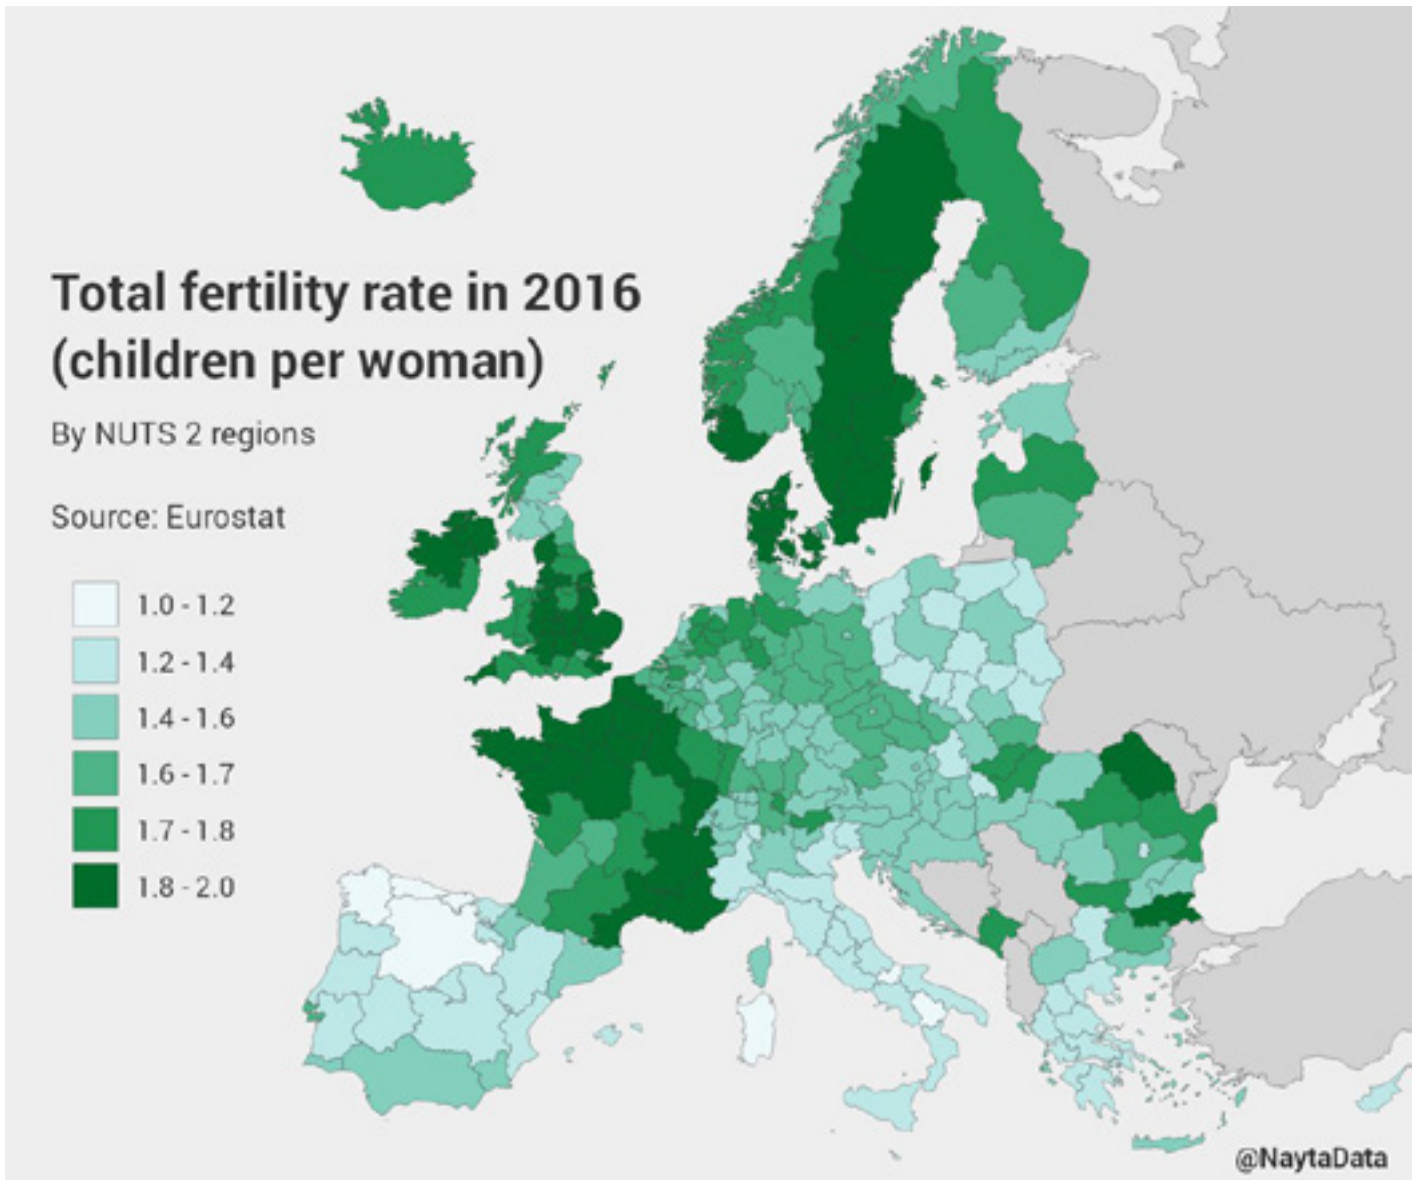 Total fertility rate in 2016
(children per woman)
By NUTS 2 regions
Source: Eurostat
1.0 - 1.2
1.2 - 1.4
1.4 - 1.6
1.6 - 1.7
1.7 - 1.8
1.8 - 2.0
@NaytaData